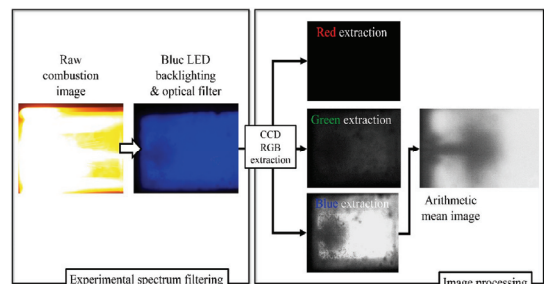 Raw
combustion
image
Blue LED
backlighting
& optical filter
CCD
RGB
extraction
Red extraction
Green extraction
Blue extraction
Arithmetic
mean image
Experimental spectrum filtering
Image processing